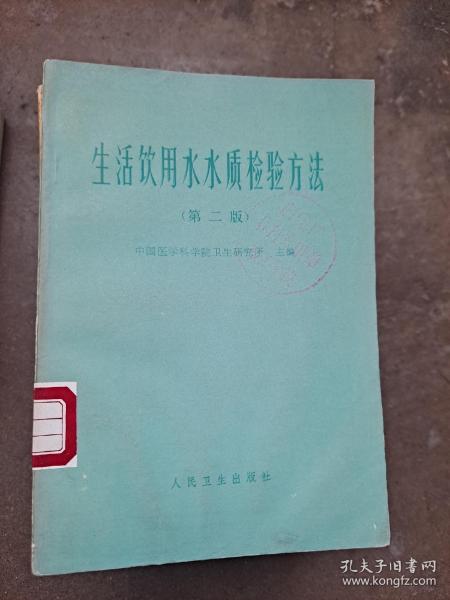 生活饮用水水质检验方法
(第二版)
中国医学科学院卫生研究所 主编
人民卫生出版社
孔夫子旧书网
www.kongfz.com